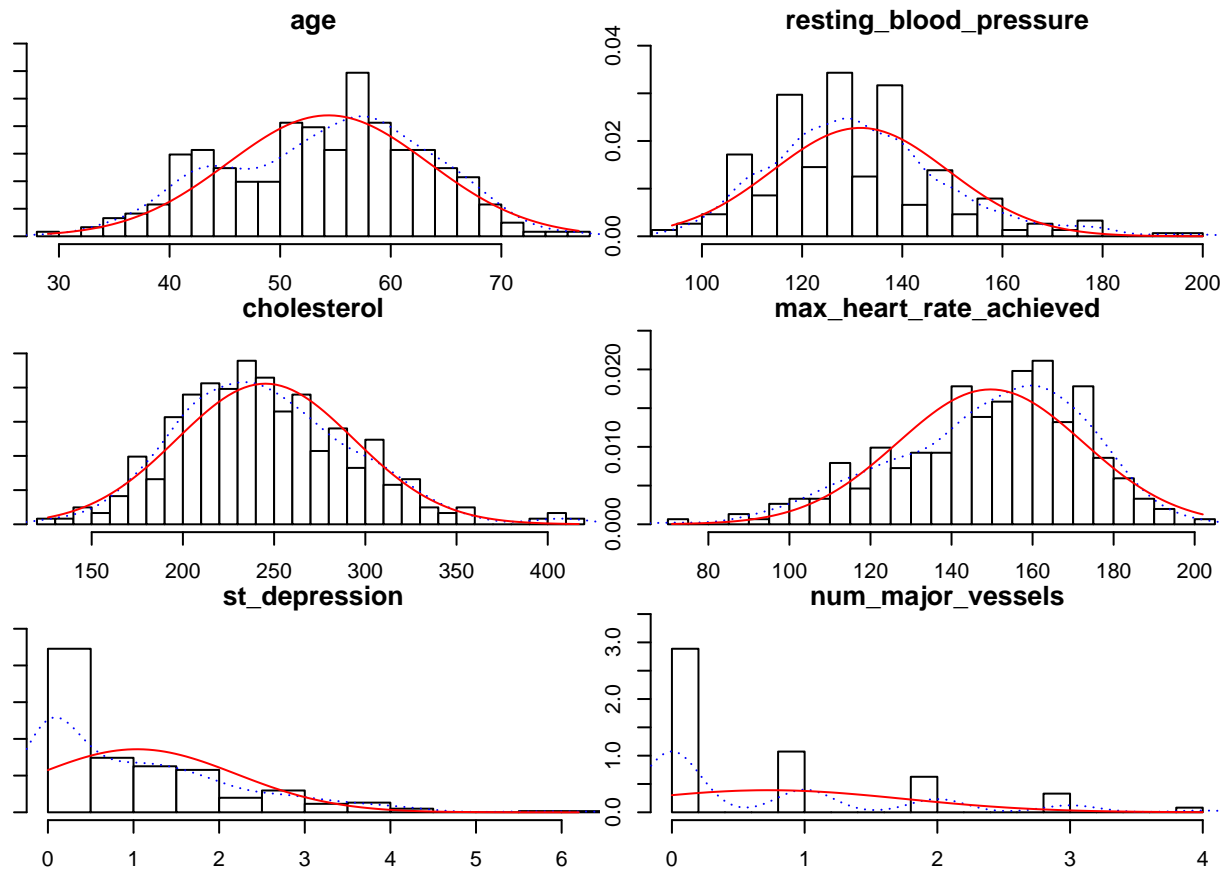 age
30 40 50 60 70
resting_blood_pressure
0.00 0.02 0.04
100 120 140 160 180 200
cholesterol
150 200 250 300 350 400
max_heart_rate_achieved
0.000 0.010 0.020
80 100 120 140 160 180 200
st_depression
0 1 2 3 4 5 6
num_major_vessels
0.0 1.0 3.0
0 1 2 3 4